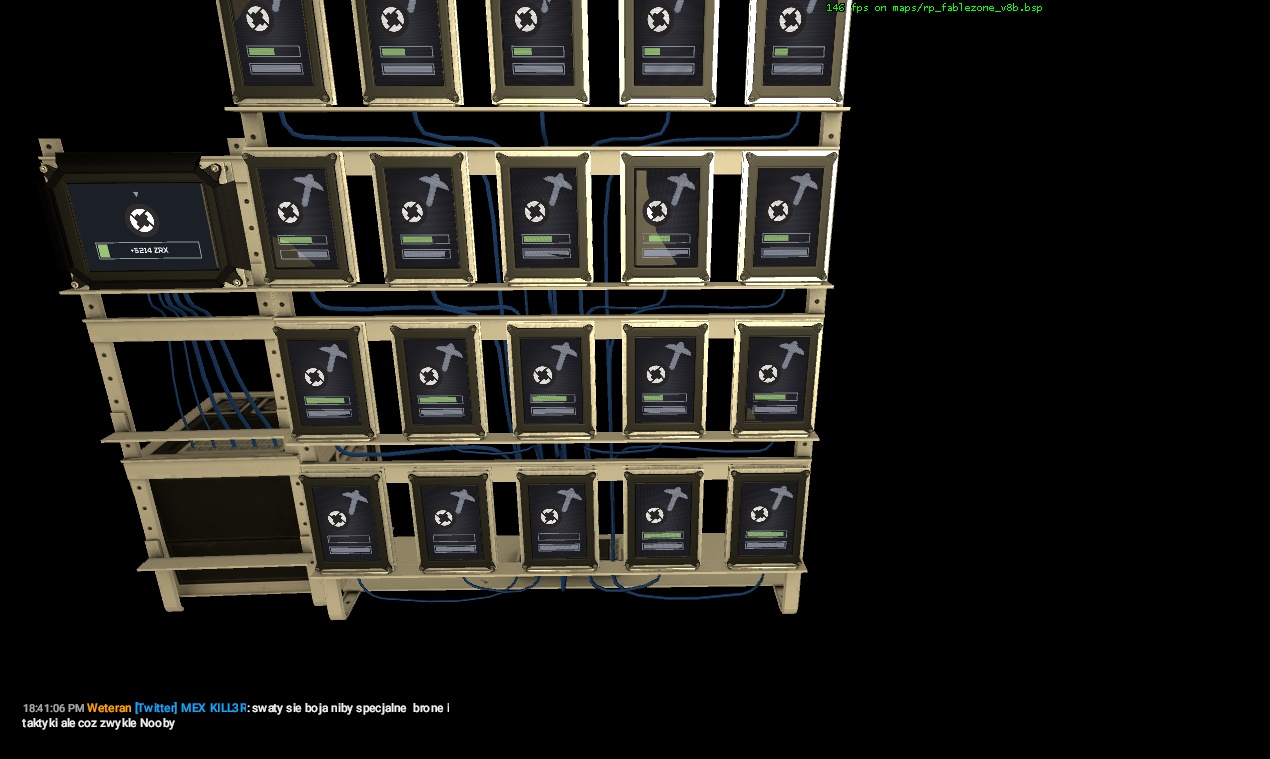 146 fps on maps/rp_fablezone_v8b.bsp
+5214 ZRX
18:41:06 PM Weteran [Twitter] MEX KILL3R: swaty sie boja niby specjalne brone i
taktyki ale coz zwykle Nooby